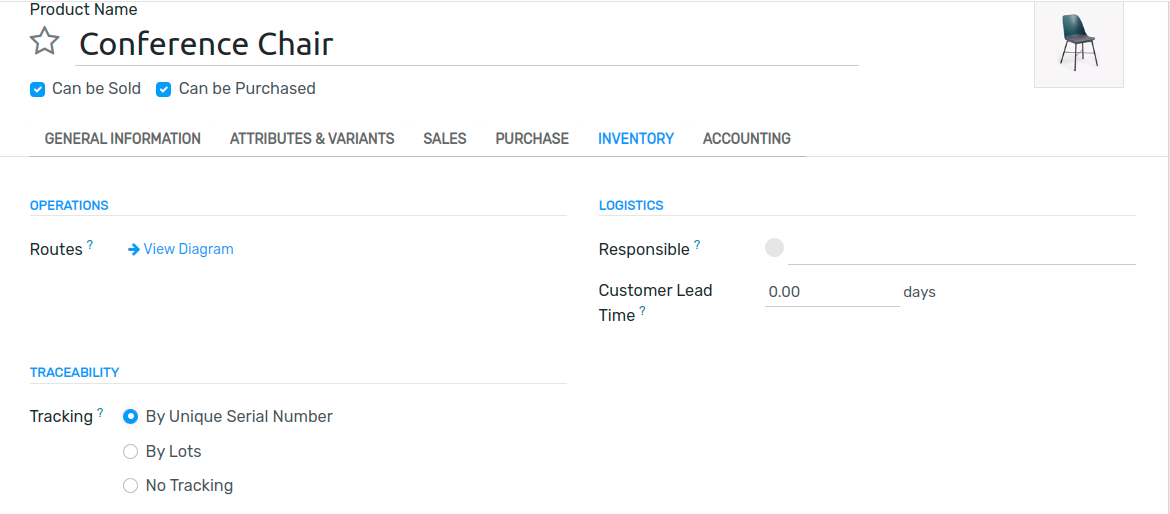 Product Name
Conference Chair
Can be Sold Can be Purchased
GENERAL INFORMATION ATTRIBUTES & VARIANTS SALES PURCHASE INVENTORY ACCOUNTING
OPERATIONS
Routes ? View Diagram
LOGISTICS
Responsible ?
Customer Lead
Time ? 0.00 days
TRACEABILITY
Tracking ? By Unique Serial Number
By Lots
No Tracking